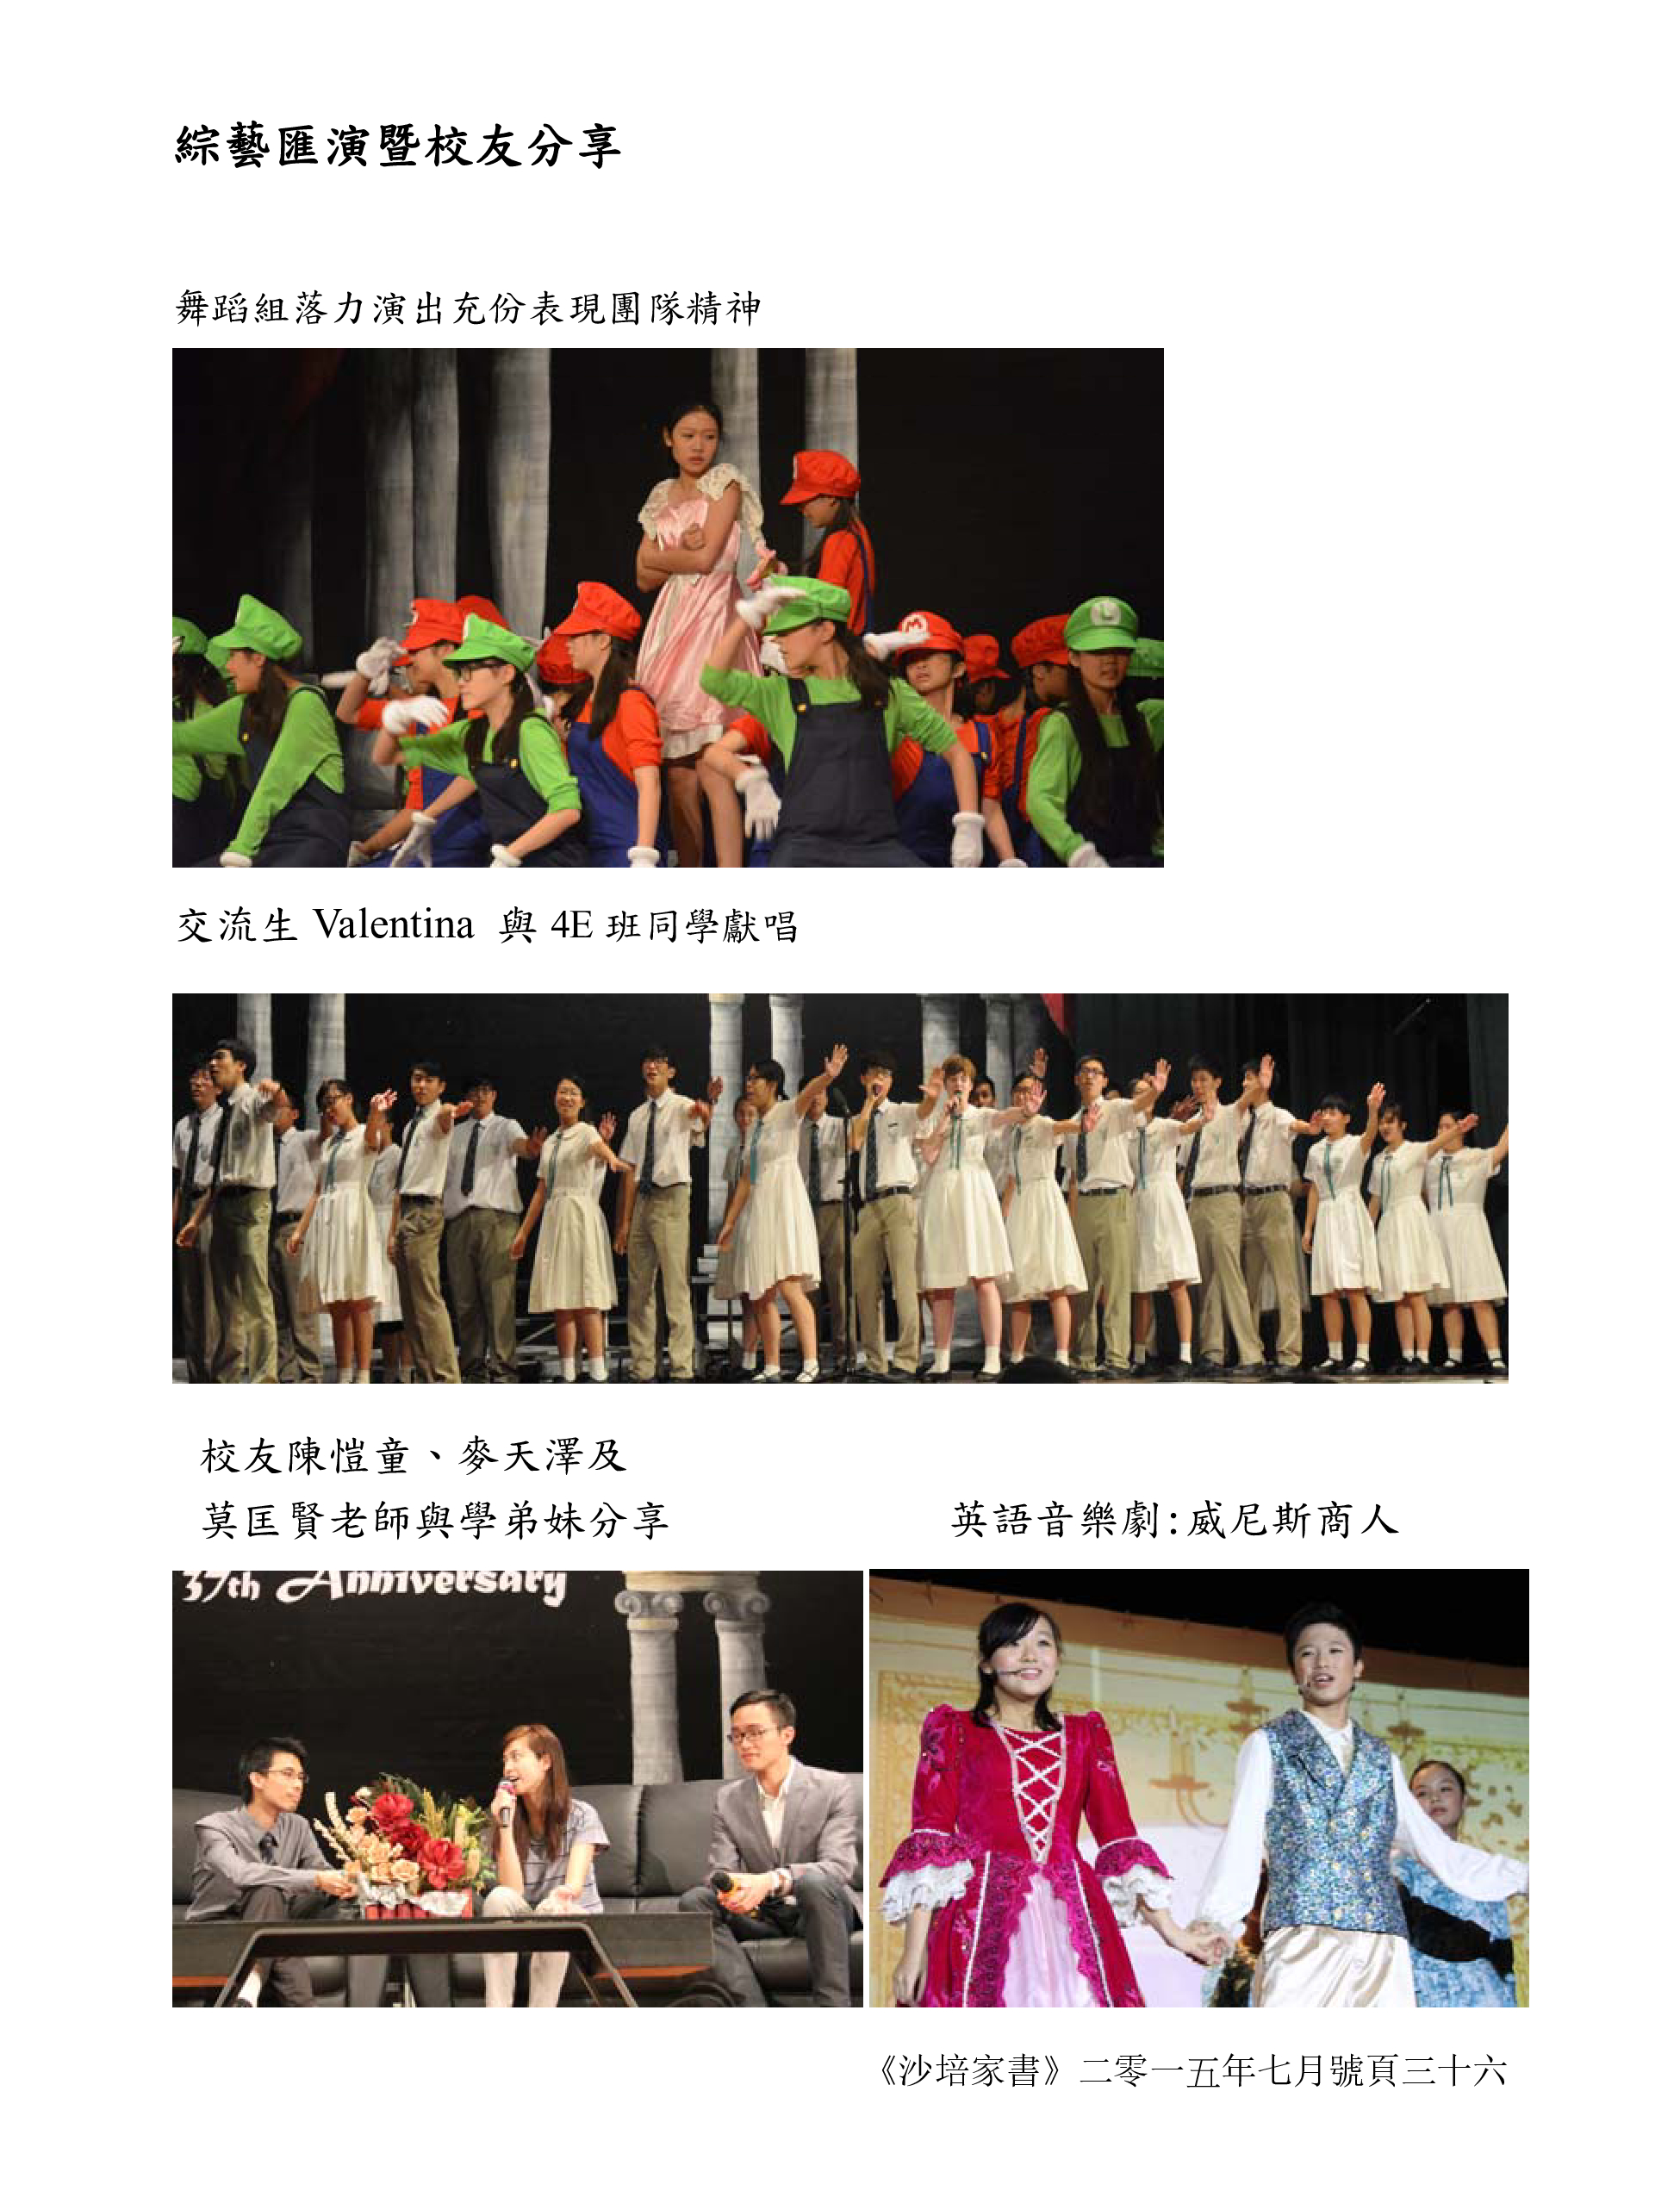 綜藝匯演暨校友分享
舞蹈組落力演出充份表現團隊精神
M
L
交流生 Valentina 與 4E 班同學獻唱
校友陳愷童、麥天澤及
莫匡賢老師與學弟妹分享
英語音樂劇:威尼斯商人
37th Anniversary
《沙培家書》二零一五年七月號頁三十六